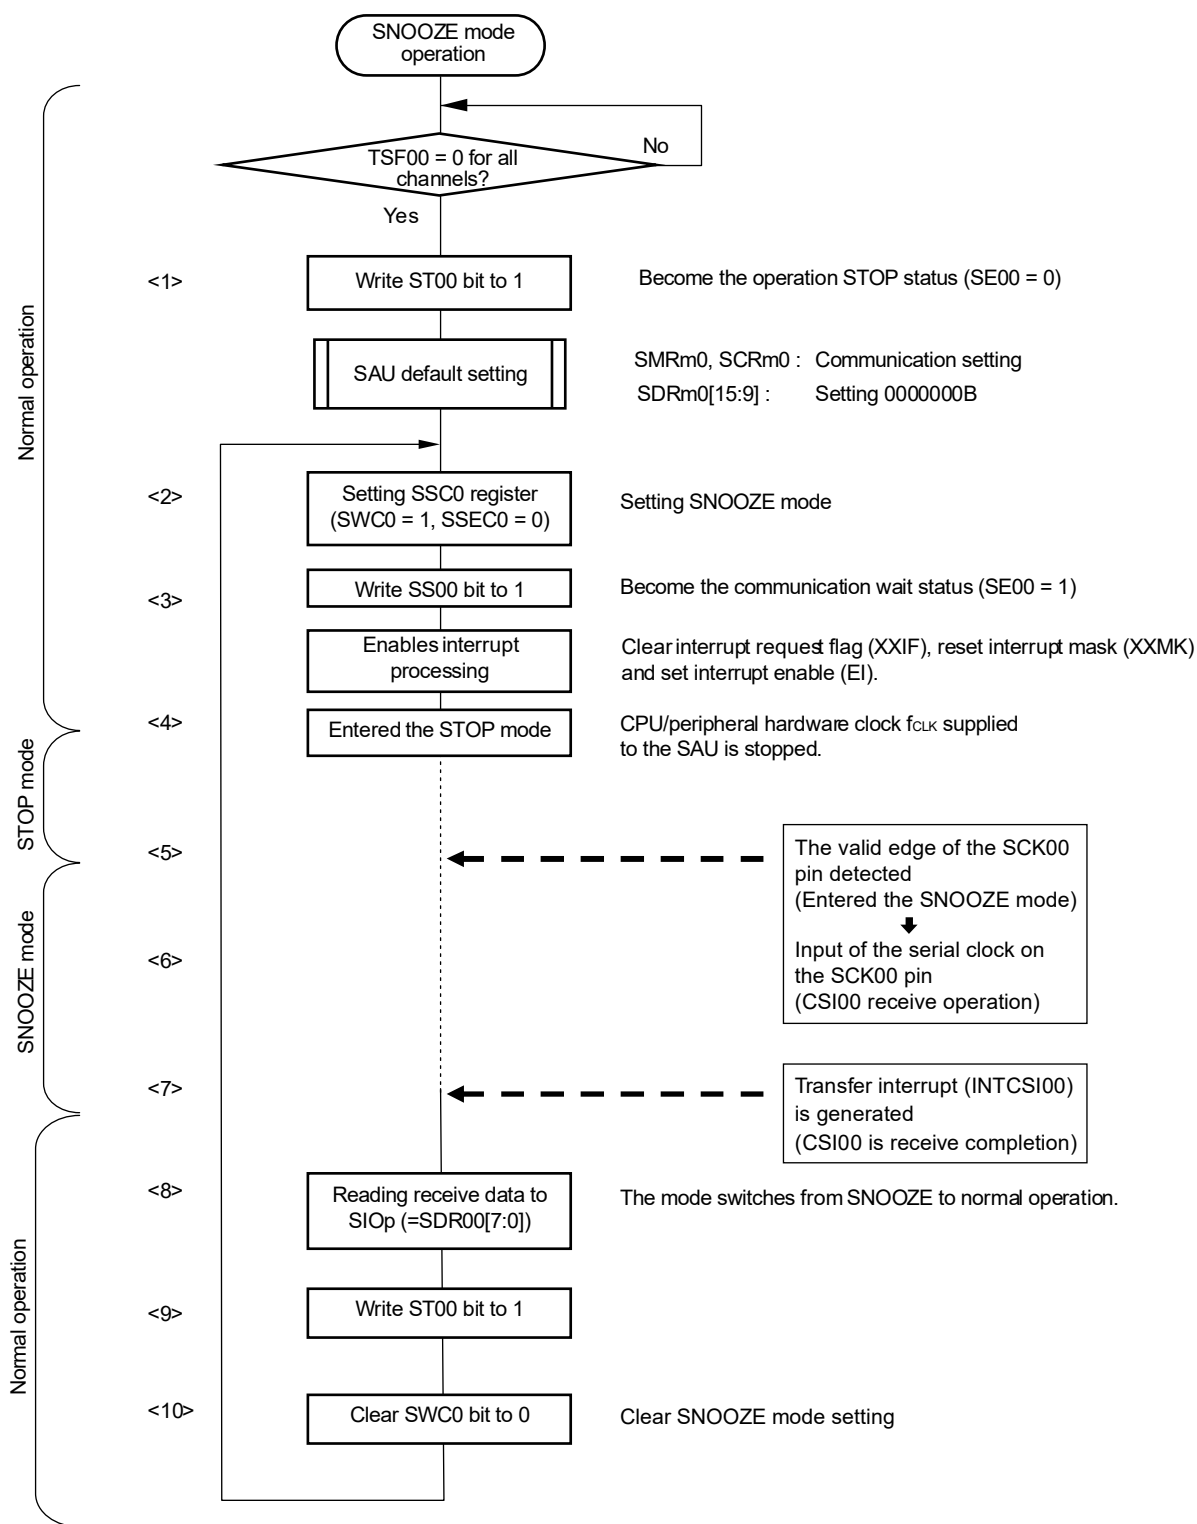 SNOOZE mode
operation
No
TSF00 = 0 for all
channels?
Yes
Normal operation
<1>
Write ST00 bit to 1
Become the operation STOP status (SE00 = 0)
SAU default setting
SMRm0, SCRm0 : Communication setting
SDRm0[15:9] : Setting 0000000B
<2>
Setting SSC0 register
(SWC0 = 1, SSEC0 = 0)
Setting SNOOZE mode
<3>
Write SS00 bit to 1
Become the communication wait status (SE00 = 1)
Enables interrupt
processing
Clear interrupt request flag (XXIF), reset interrupt mask (XXMK)
and set interrupt enable (EI).
<4>
Entered the STOP mode
CPU/peripheral hardware clock fCLK supplied
to the SAU is stopped.
STOP mode
<5>
The valid edge of the SCK00
pin detected
(Entered the SNOOZE mode)
SNOOZE mode
<6>
Input of the serial clock on
the SCK00 pin
(CSI00 receive operation)
<7>
Transfer interrupt (INTCSI00)
is generated
(CSI00 is receive completion)
Normal operation
<8>
Reading receive data to
SIOp (=SDR00[7:0])
The mode switches from SNOOZE to normal operation.
<9>
Write ST00 bit to 1
<10>
Clear SWC0 bit to 0
Clear SNOOZE mode setting